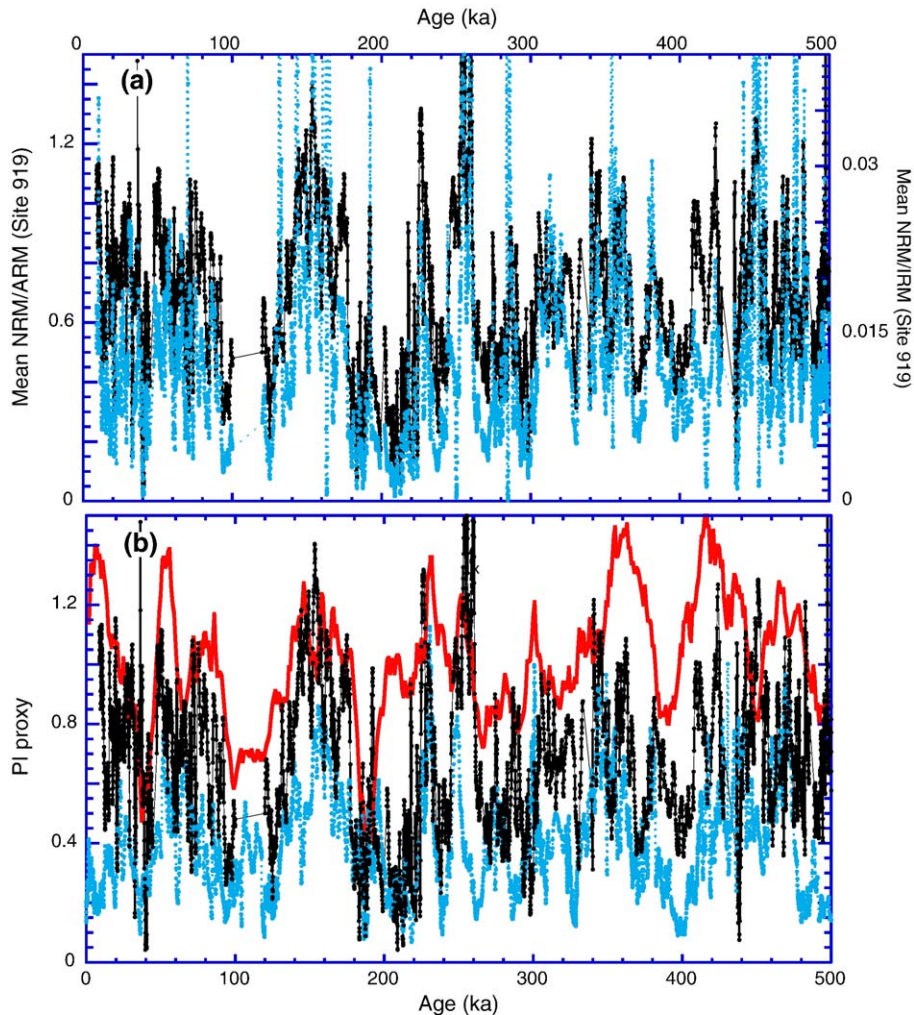 Age (ka)
0 100 200 300 400 500
(a)
Mean NRM/ARM (Site 919)
1.2
0.6
0
0.03
0.015
0
Mean NRM/IRM (Site 919)
(b)
PI proxy
1.2
0.8
0.4
0
x
0 100 200 300 400 500
Age (ka)